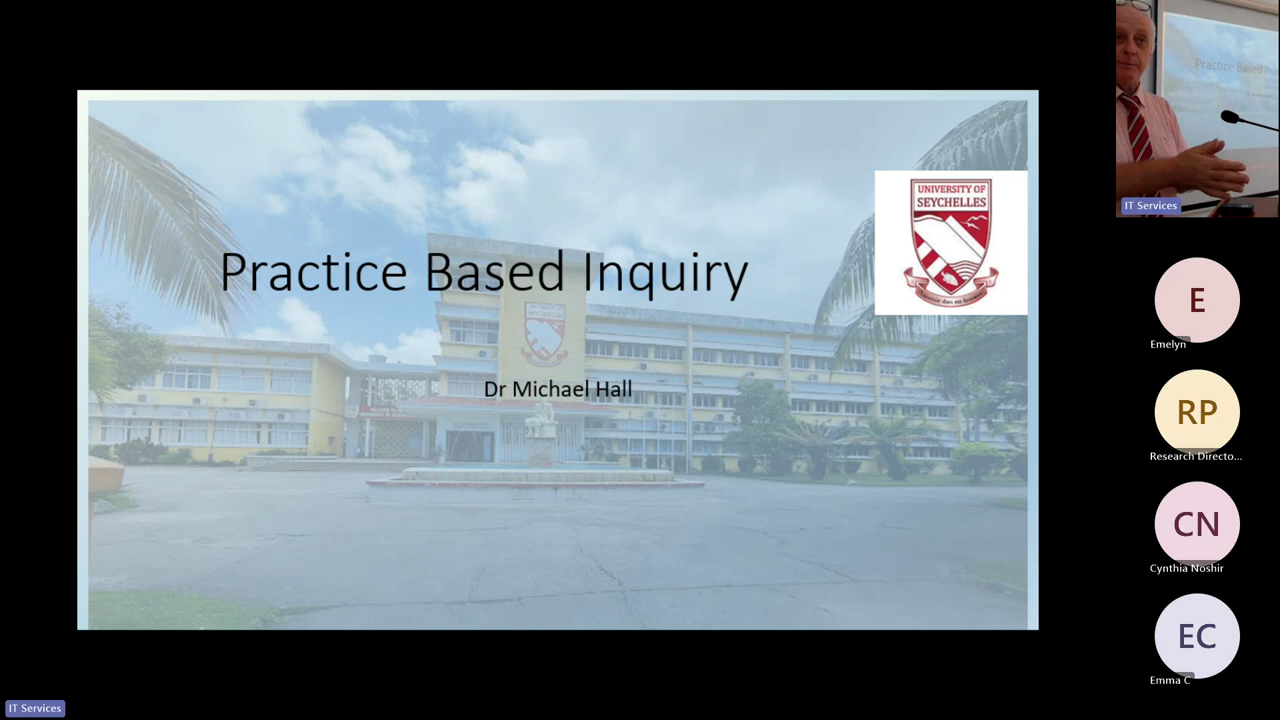 Practice Based Inquiry
Dr Michael Hall
UNIVERSITY OF
SEYCHELLES
IT Services
E
Emelyn
RP
Research Directo...
CN
Cynthia Noshir
EC
Emma C
IT Services